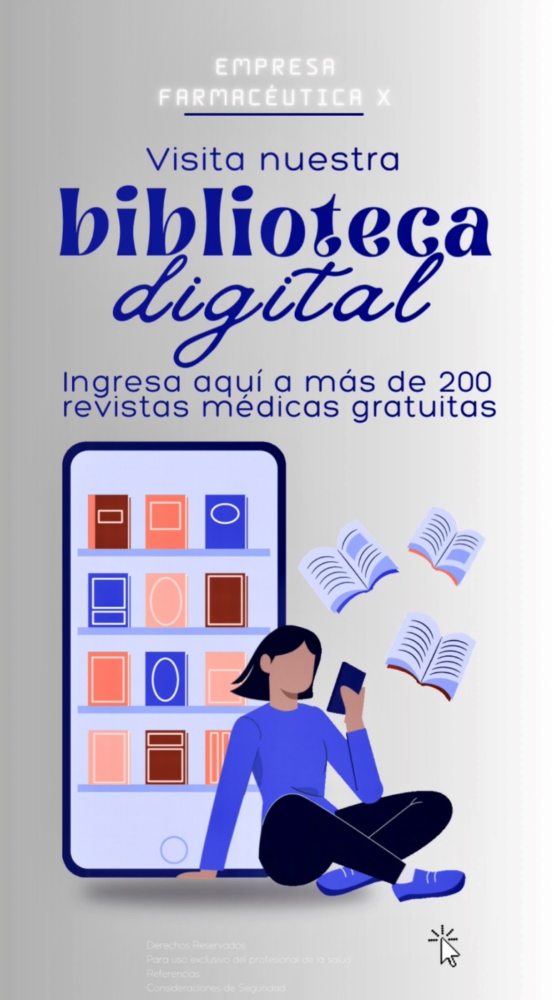 EMPRESA
FARMACÉUTICA X
Visita nuestra
biblioteca
digital
Ingresa aquí a más de 200
revistas médicas gratuitas
Derechos Reservados
Para uso exclusivo del profesional de la salud
Referencias
Consideraciones de Seguridad